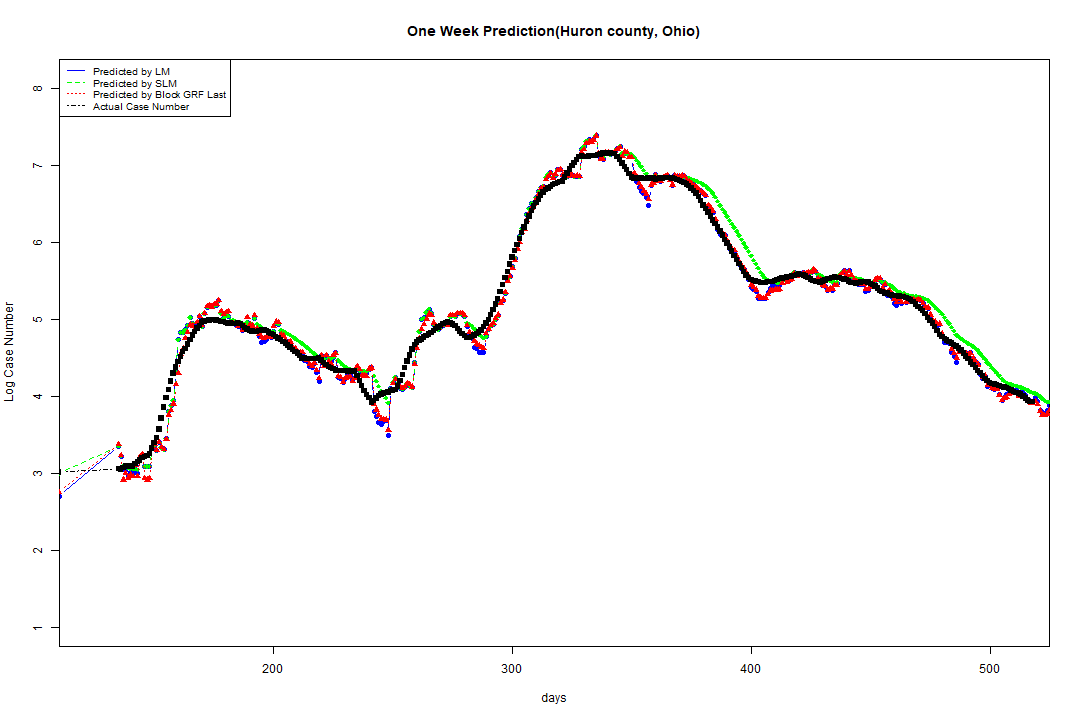 One Week Prediction(Huron county, Ohio)
Predicted by LM
Predicted by SLM
Predicted by Block GRF Last
Actual Case Number
8
7
6
5
4
3
2
1
Log Case Number
200
300
400
500
days